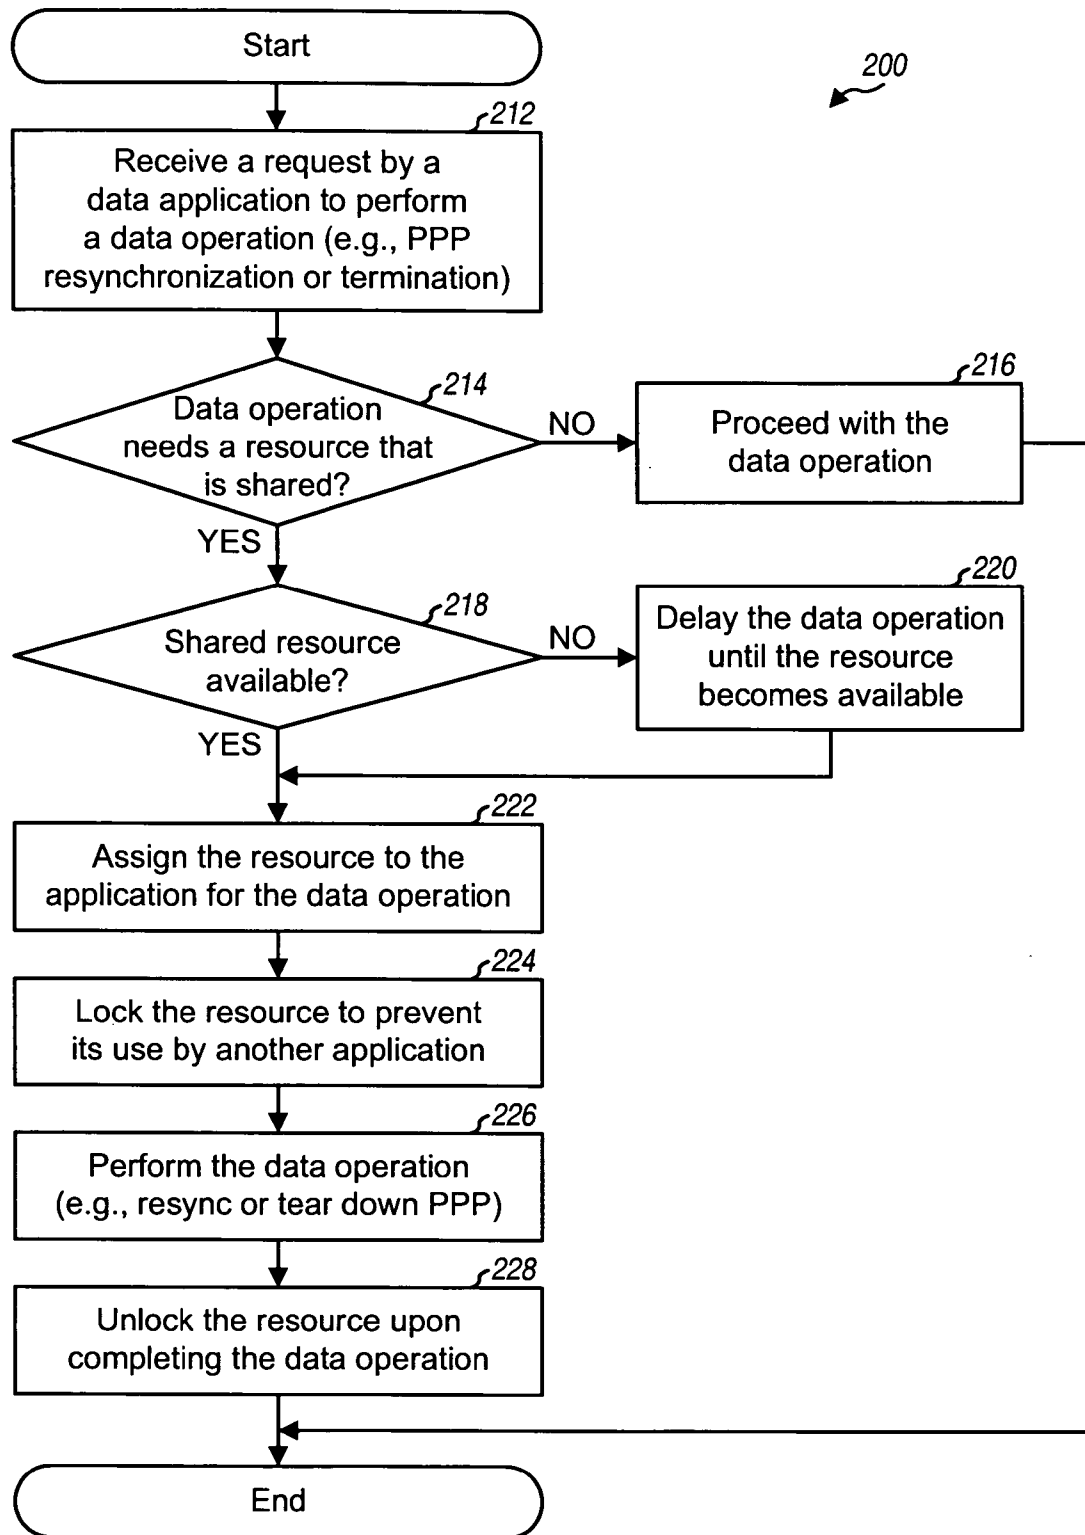 Start
200
212
Receive a request by a
data application to perform
a data operation (e.g., PPP
resynchronization or termination)
214
Data operation
needs a resource that
is shared?
NO
216
Proceed with the
data operation
YES
218
Shared resource
available?
NO
220
Delay the data operation
until the resource
becomes available
YES
222
Assign the resource to the
application for the data operation
224
Lock the resource to prevent
its use by another application
226
Perform the data operation
(e.g., resync or tear down PPP)
228
Unlock the resource upon
completing the data operation
End